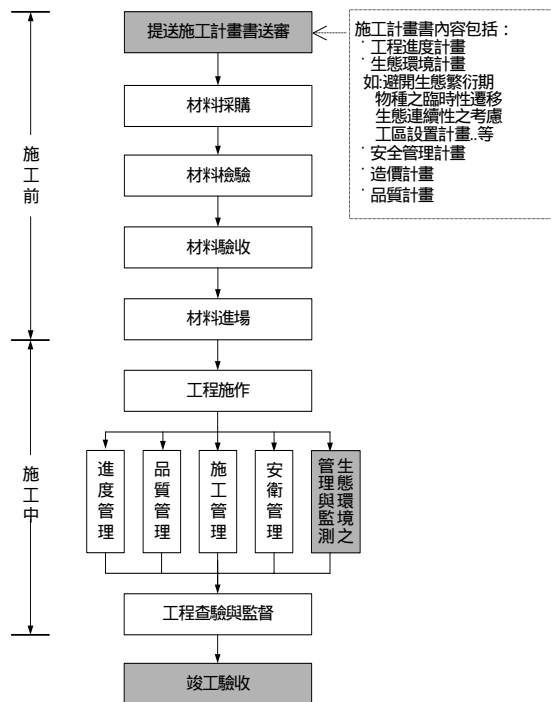 提送施工計畫書送審
施工計畫書內容包括：
˙工程進度計畫
˙生態環境計畫
如:避開生態繁衍期
物種之臨時性遷移
生態連續性之考慮
工區設置計畫..等
˙安全管理計畫
˙造價計畫
˙品質計畫
施工前
材料採購
材料檢驗
材料驗收
材料進場
施工中
工程施作
進度管理
品質管理
施工管理
安衛管理
生態環境之
管理與監測
工程查驗與監督
竣工驗收